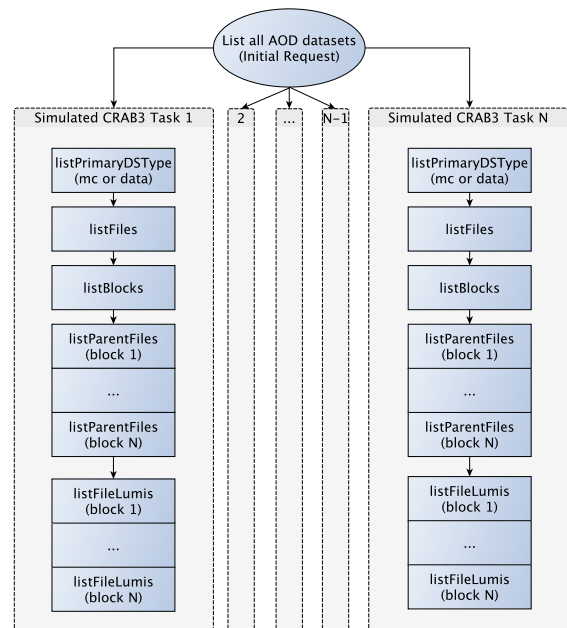 List all AOD datasets
(Initial Request)
Simulated CRAB3 Task 1
2
...
N-1
Simulated CRAB3 Task N
listPrimaryDSType
(mc or data)
listFiles
listBlocks
listParentFiles
(block 1)
...
listParentFiles
(block N)
listFileLumis
(block 1)
...
listFileLumis
(block N)
listPrimaryDSType
(mc or data)
listFiles
listBlocks
listParentFiles
(block 1)
...
listParentFiles
(block N)
listFileLumis
(block 1)
...
listFileLumis
(block N)